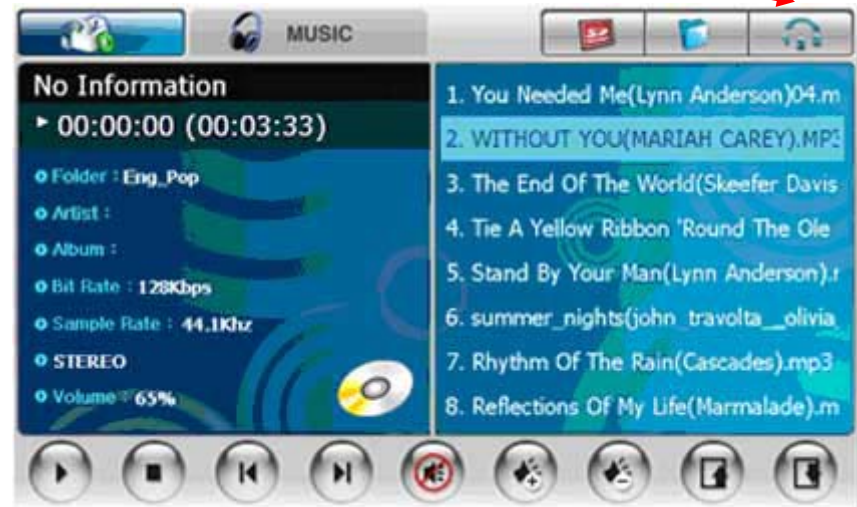 MUSIC
No Information
00:00:00 (00:03:33)
Folder : Eng_Pop
Artist :
Album :
Bit Rate : 128Kbps
Sample Rate : 44.1Khz
STEREO
Volume : 65%
1. You Needed Me(Lynn Anderson)04.m
2. WITHOUT YOU(MARIAH CAREY).MP3
3. The End Of The World(Skeefer Davis
4. Tie A Yellow Ribbon 'Round The Ole
5. Stand By Your Man(Lynn Anderson).r
6. summer_nights(john_travolta__olivia_
7. Rhythm Of The Rain(Cascades).mp3
8. Reflections Of My Life(Marmalade).m